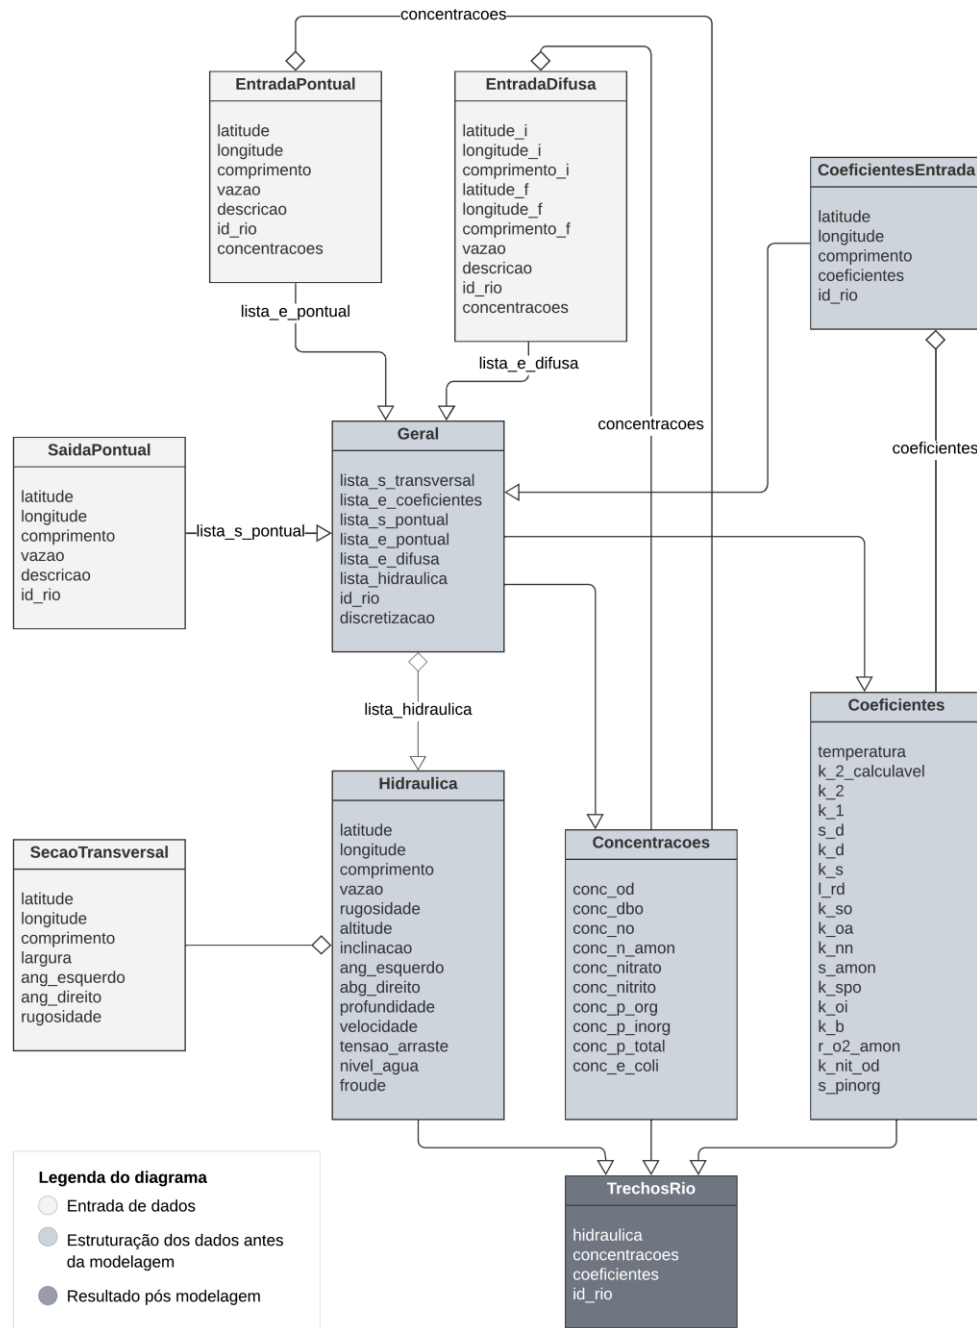 concentracoes
EntradaPontual
latitude
longitude
comprimento
vazao
descricao
id_rio
concentracoes
EntradaDifusa
latitude_i
longitude_i
comprimento_i
latitude_f
longitude_f
comprimento_f
vazao
descricao
id_rio
concentracoes
CoeficientesEntrada
latitude
longitude
comprimento
coeficientes
id_rio
lista_e_pontual
lista_e_difusa
concentracoes
coeficientes
SaidaPontual
latitude
longitude
comprimento
vazao
descricao
id_rio
lista_s_pontual
Geral
lista_s_transversal
lista_e_coeficientes
lista_s_pontual
lista_e_pontual
lista_e_difusa
lista_hidraulica
id_rio
discretizacao
lista_hidraulica
SecaoTransversal
latitude
longitude
comprimento
largura
ang_esquerdo
ang_direito
rugosidade
Hidraulica
latitude
longitude
comprimento
vazao
rugosidade
altitude
inclinacao
ang_esquerdo
abg_direito
profundidade
velocidade
tensao_arraste
nivel_agua
froude
Concentracoes
conc_od
conc_dbo
conc_no
conc_n_amon
conc_nitrato
conc_nitrito
conc_p_org
conc_p_inorg
conc_p_total
conc_e_coli
Coeficientes
temperatura
k_2_calculavel
k_2
k_1
s_d
k_d
k_s
l_rd
k_so
k_oa
k_nn
s_amon
k_spo
k_oi
k_b
r_o2_amon
k_nit_od
s_pinorg
TrechosRio
hidraulica
concentracoes
coeficientes
id_rio
Legenda do diagrama
Entrada de dados
Estruturação dos dados antes
da modelagem
Resultado pós modelagem